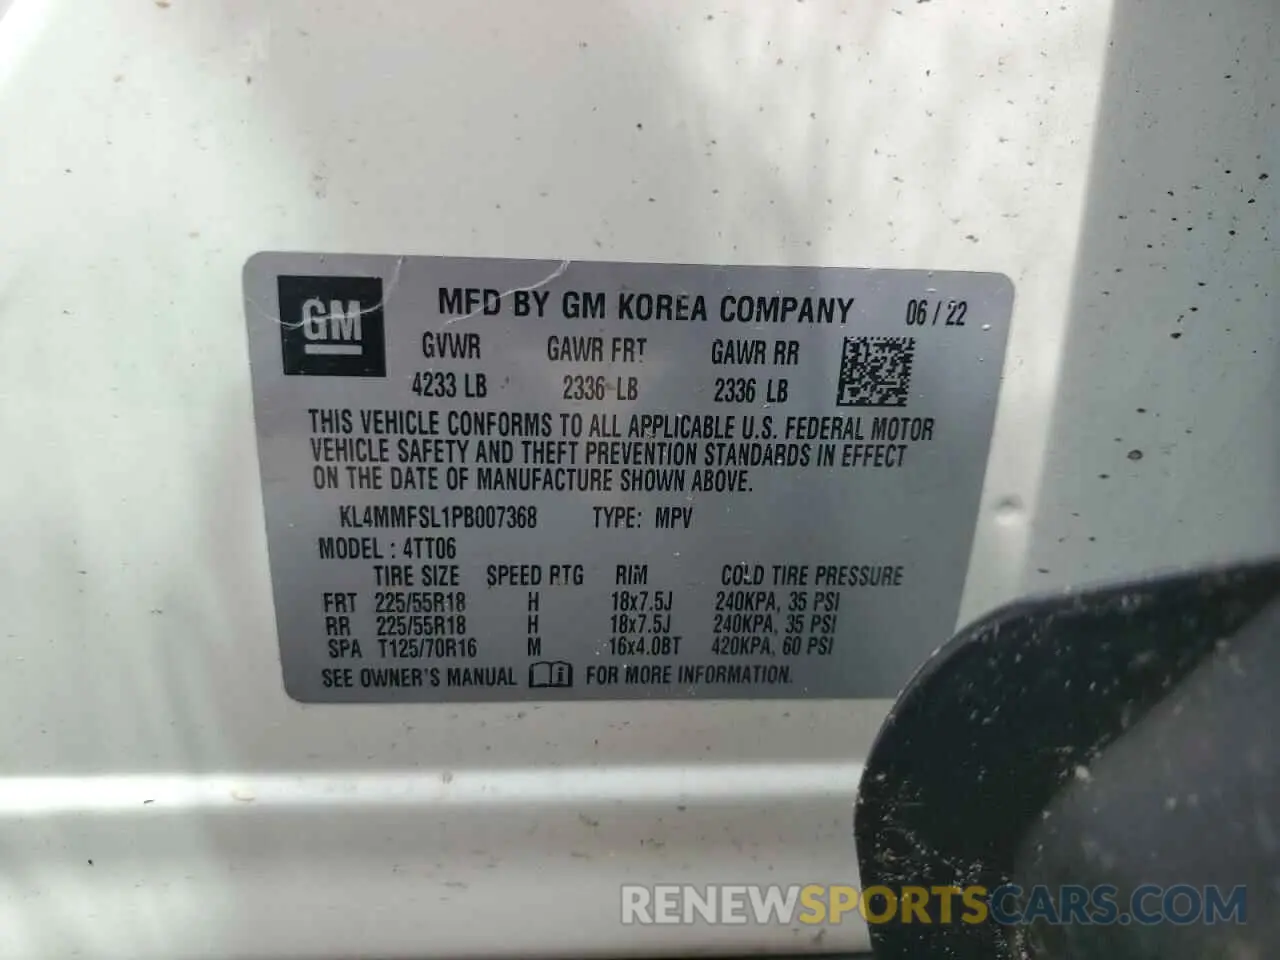 GM
MFD BY GM KOREA COMPANY 06 / 22
GVWR GAWR FRT GAWR RR
4233 LB 2336 LB 2336 LB
THIS VEHICLE CONFORMS TO ALL APPLICABLE U.S. FEDERAL MOTOR
VEHICLE SAFETY AND THEFT PREVENTION STANDARDS IN EFFECT
ON THE DATE OF MANUFACTURE SHOWN ABOVE.
KL4MMFSL1PB007368 TYPE: MPV
MODEL : 4TT06
TIRE SIZE SPEED RTG RIM COLD TIRE PRESSURE
FRT 225/55R18 H 18x7.5J 240KPA, 35 PSI
RR 225/55R18 H 18x7.5J 240KPA, 35 PSI
SPA T125/70R16 M 16x4.0BT 420KPA, 60 PSI
SEE OWNER'S MANUAL i FOR MORE INFORMATION.
RENEWSPORTSCARS.COM